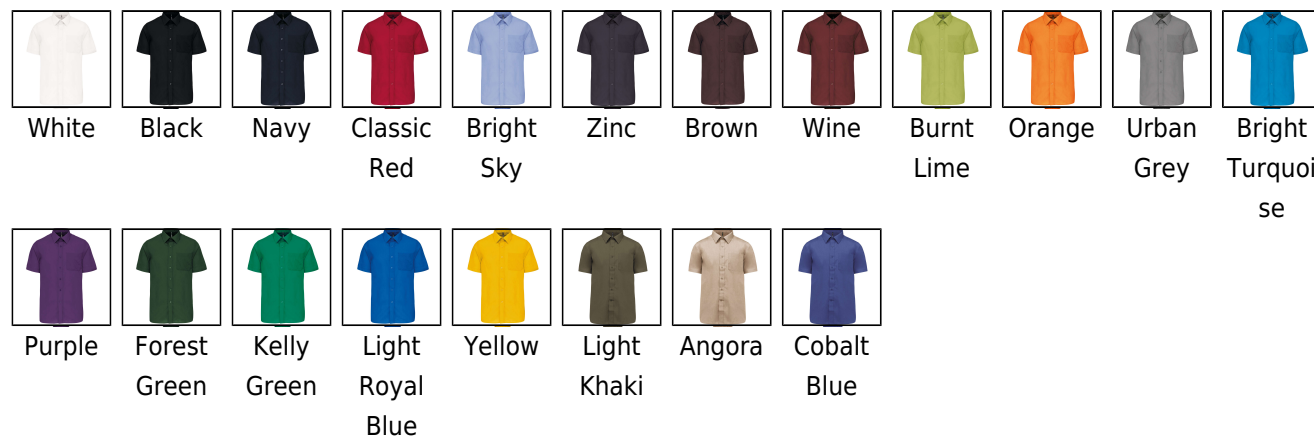 White Black Navy Classic Bright Zinc Brown Wine Burnt Orange Urban Bright
Red Sky Lime Grey Turquoi
se
Purple Forest Kelly Light Yellow Light Angora Cobalt
Green Green Royal Khaki Blue
Blue